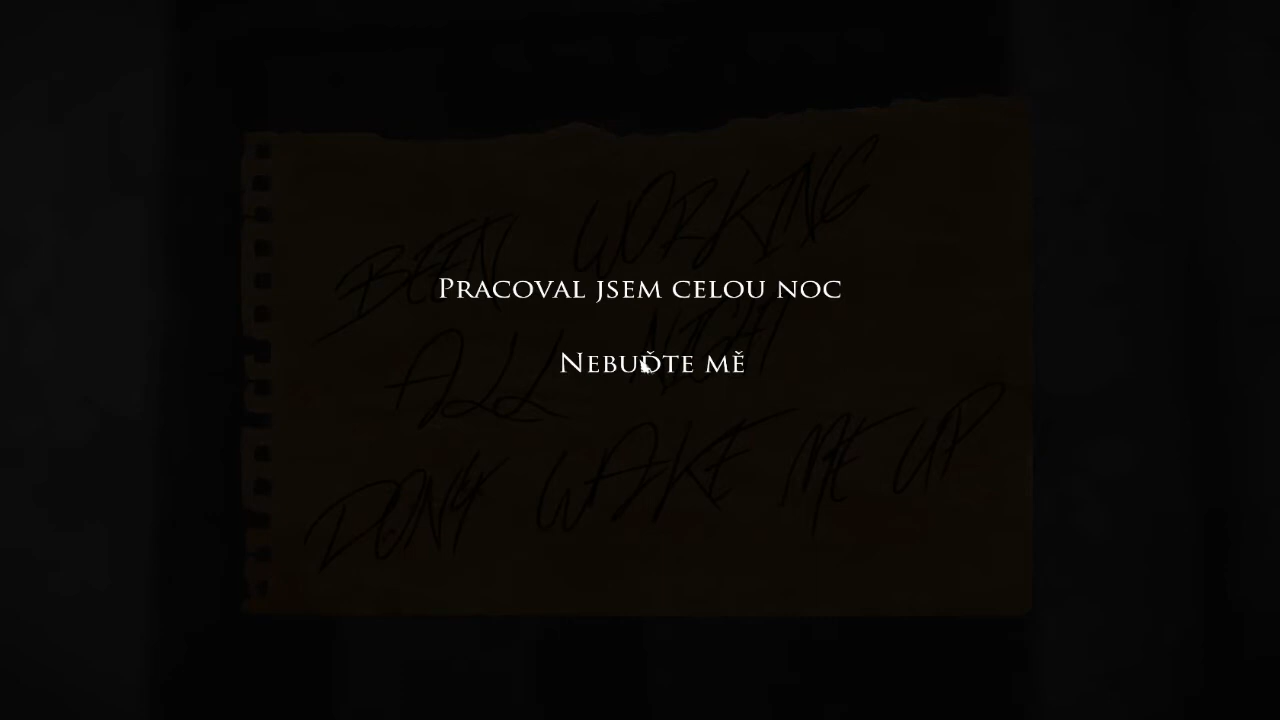 Pracoval jsem celou noc
Nebuďte mě
BEEN WORKING
ALL NIGHT
DON'T WAKE ME UP